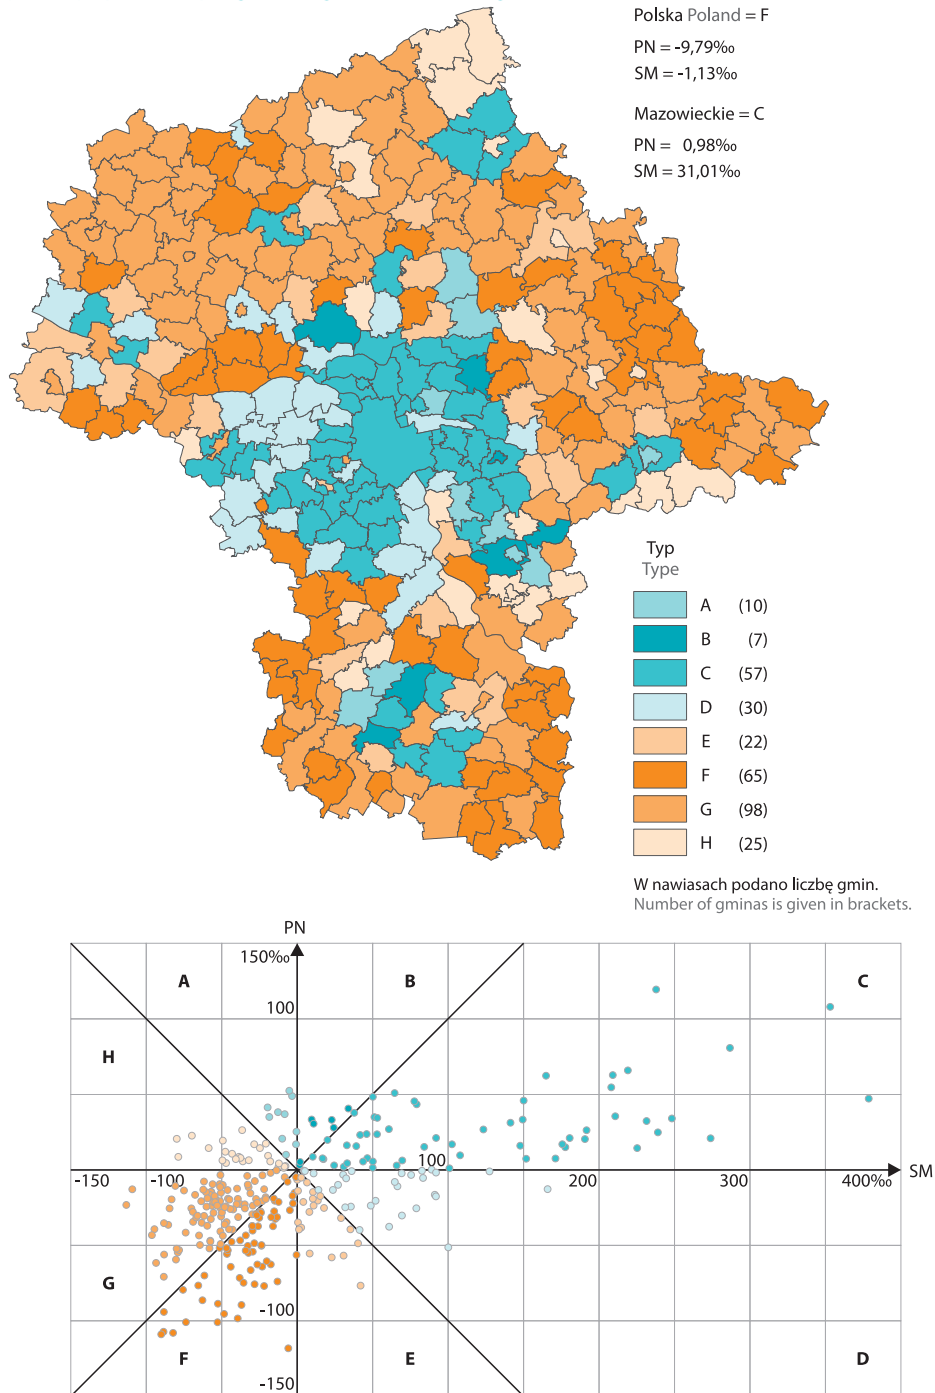 Polska Poland = F
PN = -9,79‰
SM = -1,13‰
Mazowieckie = C
PN = 0,98‰
SM = 31,01‰
Typ
Type
A (10)
B (7)
C (57)
D (30)
E (22)
F (65)
G (98)
H (25)
W nawiasach podano liczbę gmin.
Number of gminas is given in brackets.
PN
150‰
A B C
100
H
-150 -100 100 200 300 400‰ SM
G
-100
F E D
-150